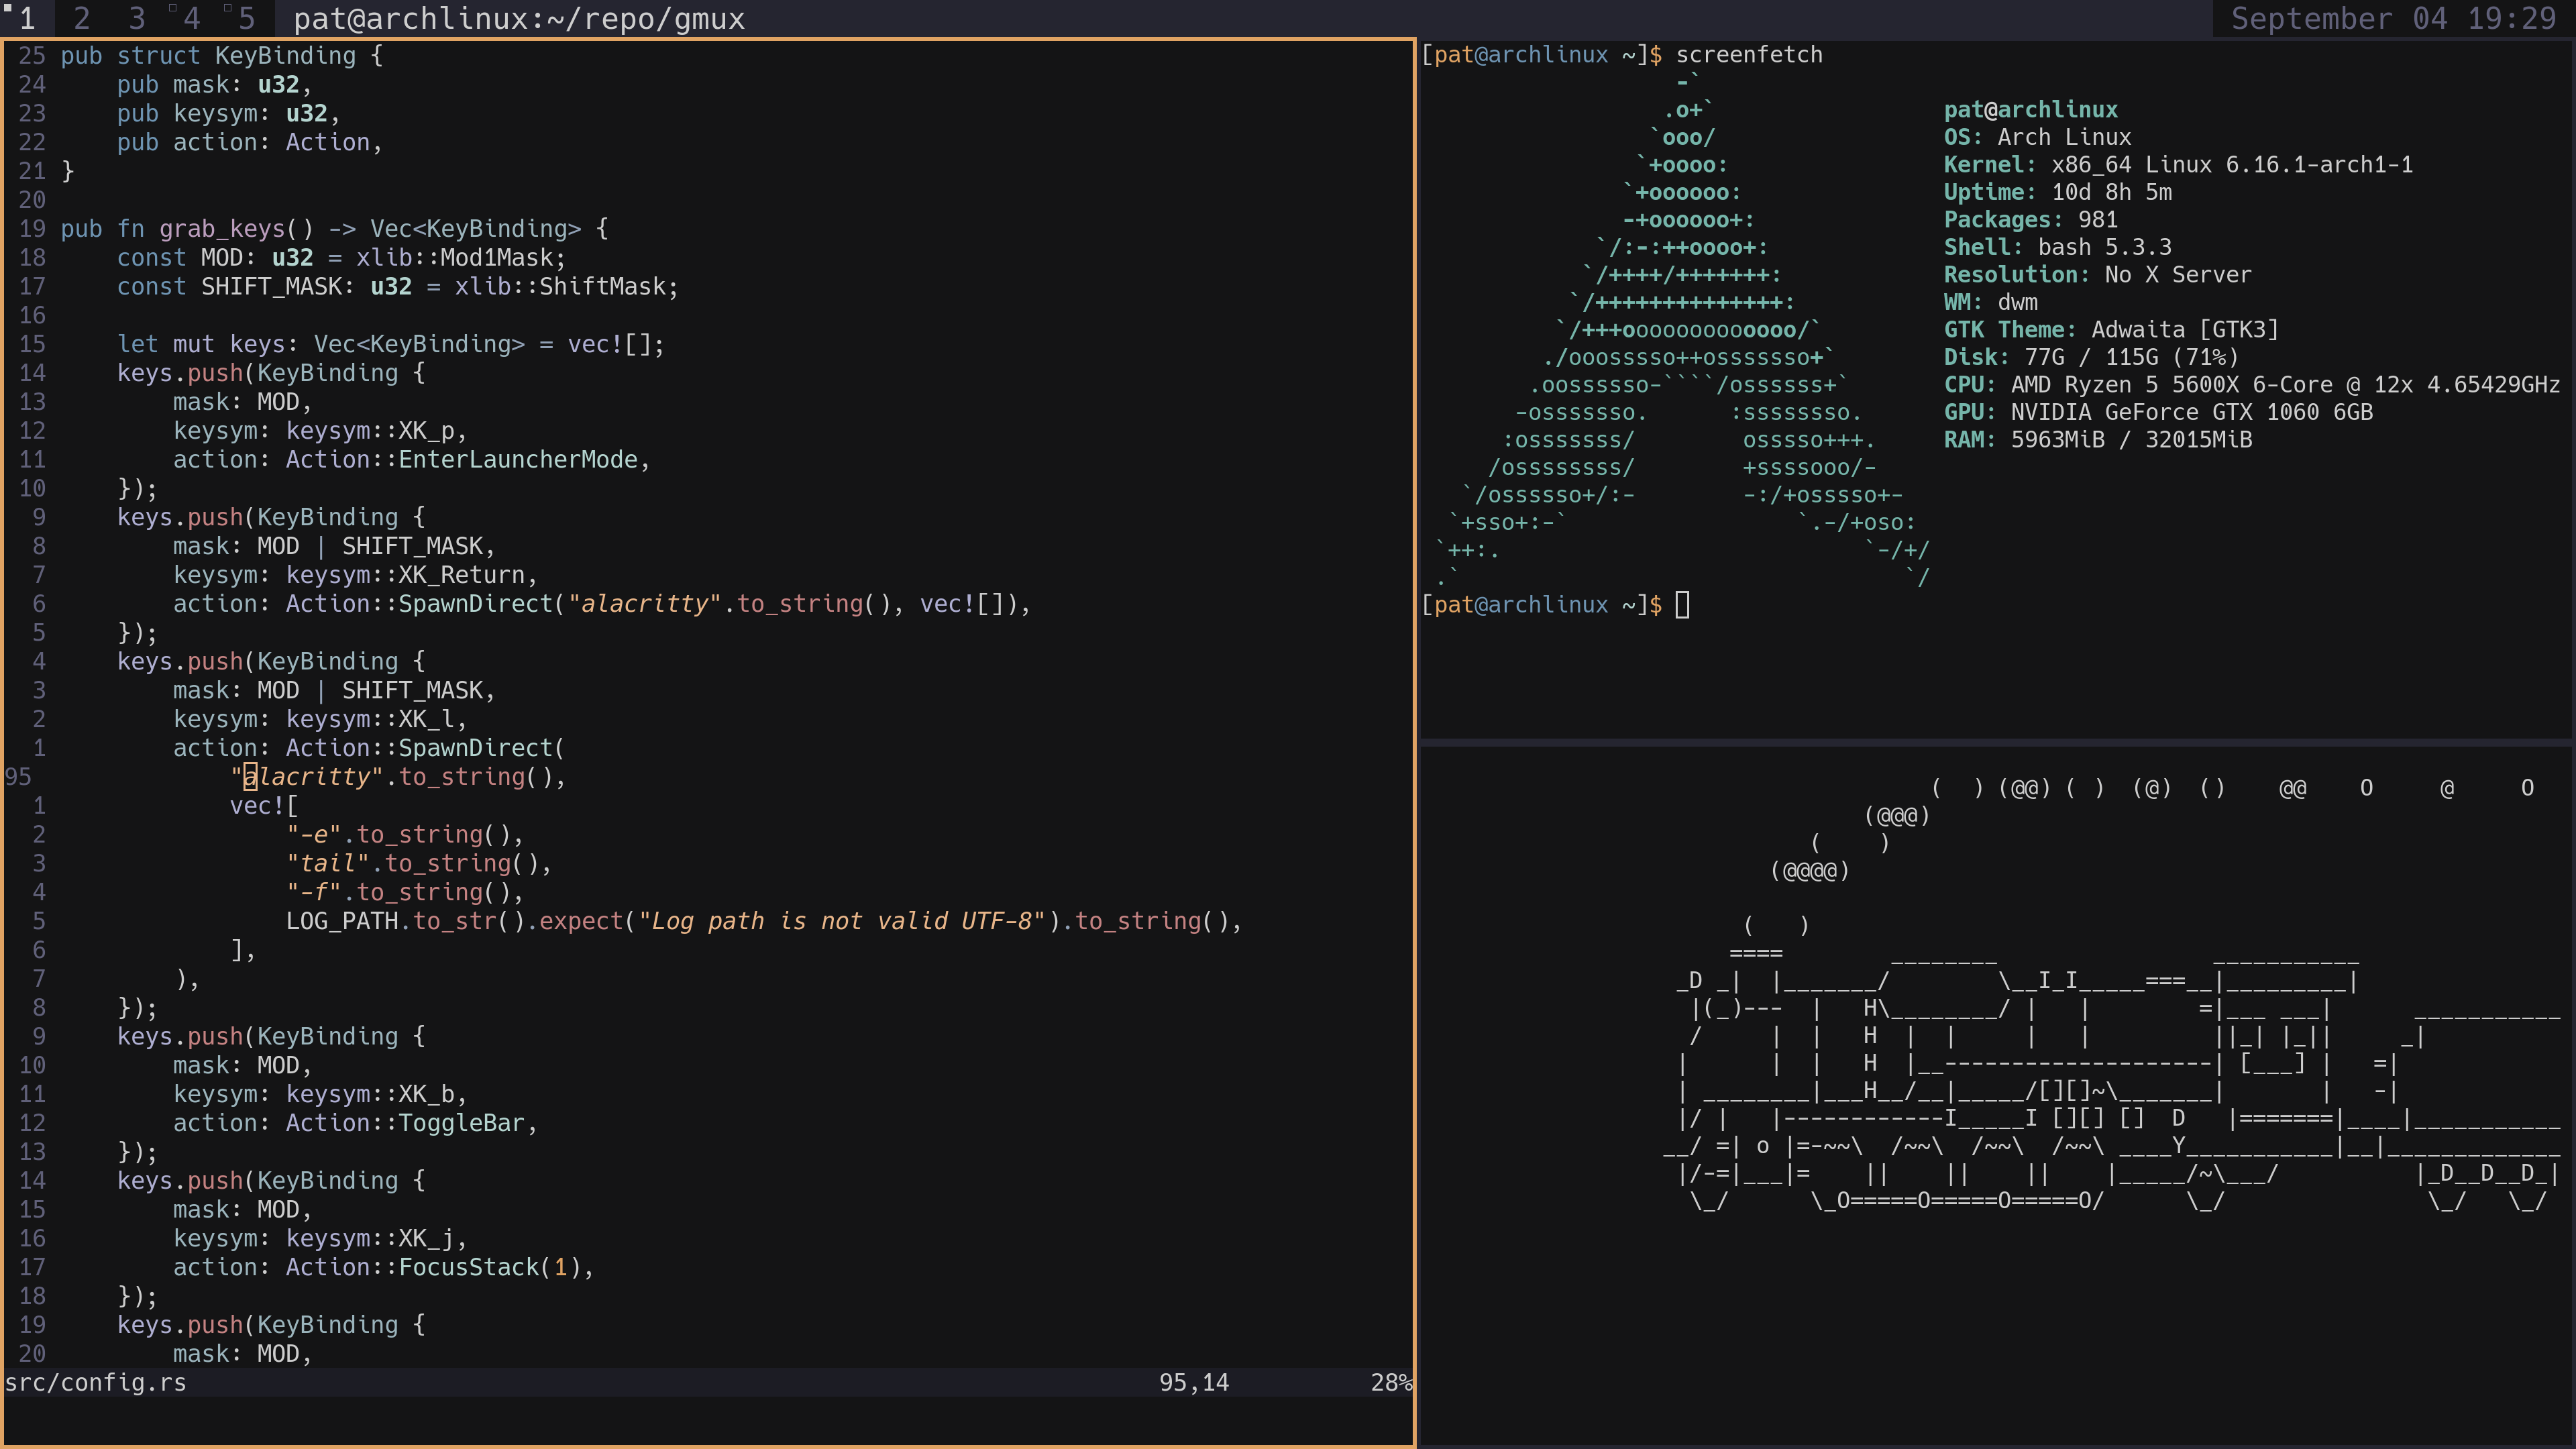 1 2 3 4 5 pat@archlinux:~/repo/gmux September 04 19:29
25 pub struct KeyBinding {
24     pub mask: u32,
23     pub keysym: u32,
22     pub action: Action,
21 }
20
19 pub fn grab_keys() -> Vec<KeyBinding> {
18     const MOD: u32 = xlib::Mod1Mask;
17     const SHIFT_MASK: u32 = xlib::ShiftMask;
16
15     let mut keys: Vec<KeyBinding> = vec![];
14     keys.push(KeyBinding {
13         mask: MOD,
12         keysym: keysym::XK_p,
11         action: Action::EnterLauncherMode,
10     });
9     keys.push(KeyBinding {
8         mask: MOD | SHIFT_MASK,
7         keysym: keysym::XK_Return,
6         action: Action::SpawnDirect("alacritty".to_string(), vec![]),
5     });
4     keys.push(KeyBinding {
3         mask: MOD | SHIFT_MASK,
2         keysym: keysym::XK_l,
1         action: Action::SpawnDirect(
95             "alacritty".to_string(),
1             vec![
2                 "-e".to_string(),
3                 "tail".to_string(),
4                 "-f".to_string(),
5                 LOG_PATH.to_str().expect("Log path is not valid UTF-8").to_string(),
6             ],
7         ),
8     });
9     keys.push(KeyBinding {
10         mask: MOD,
11         keysym: keysym::XK_b,
12         action: Action::ToggleBar,
13     });
14     keys.push(KeyBinding {
15         mask: MOD,
16         keysym: keysym::XK_j,
17         action: Action::FocusStack(1),
18     });
19     keys.push(KeyBinding {
20         mask: MOD,
src/config.rs 95,14 28%
[pat@archlinux ~]$ screenfetch
pat@archlinux
OS: Arch Linux
Kernel: x86_64 Linux 6.16.1-arch1-1
Uptime: 10d 8h 5m
Packages: 981
Shell: bash 5.3.3
Resolution: No X Server
WM: dwm
GTK Theme: Adwaita [GTK3]
Disk: 77G / 115G (71%)
CPU: AMD Ryzen 5 5600X 6-Core @ 12x 4.65429GHz
GPU: NVIDIA GeForce GTX 1060 6GB
RAM: 5963MiB / 32015MiB
[pat@archlinux ~]$